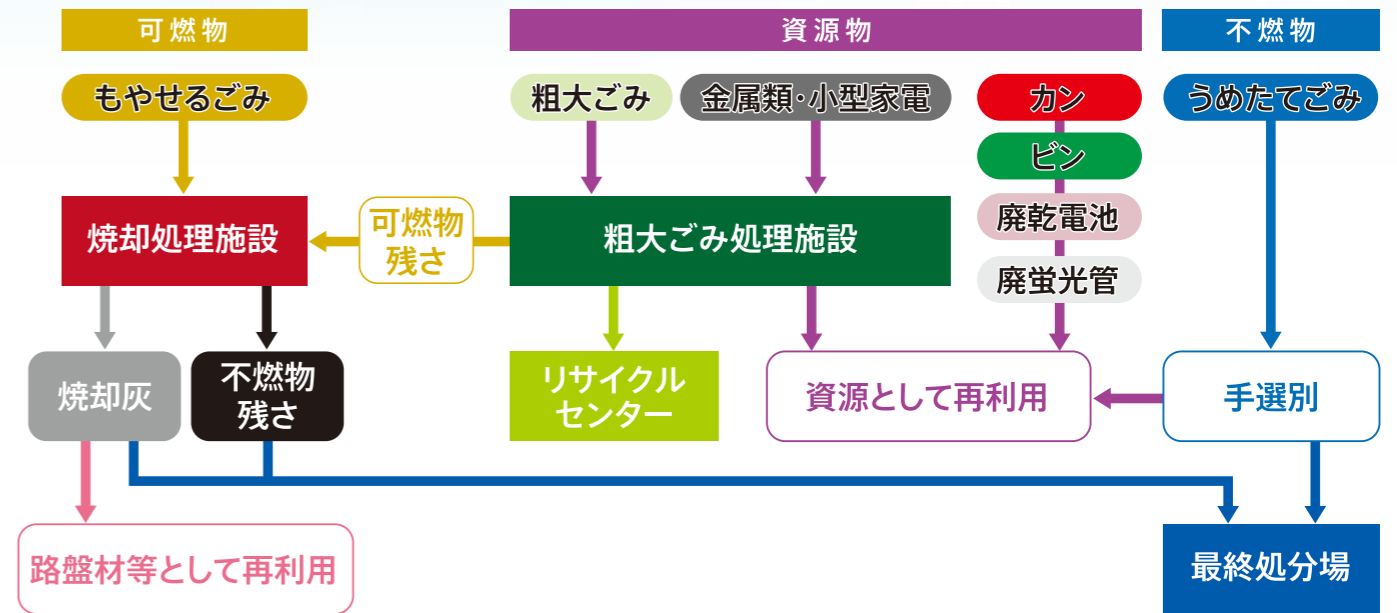 可燃物
資源物
不燃物
もやせるごみ
粗大ごみ
金属類・小型家電
カン
うめたてごみ
ビン
廃乾電池
廃蛍光管
焼却処理施設
可燃物
残さ
粗大ごみ処理施設
焼却灰
不燃物
残さ
リサイクル
センター
資源として再利用
手選別
路盤材等として再利用
最終処分場